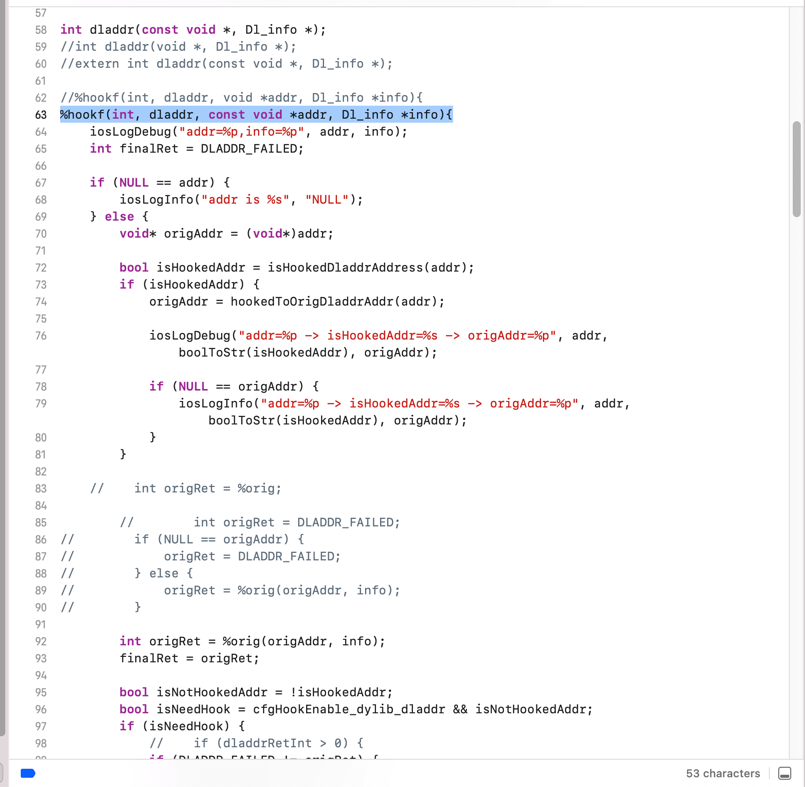 57
58 int dladdr(const void *, Dl_info *);
59 //int dladdr(void *, Dl_info *);
60 //extern int dladdr(const void *, Dl_info *);
61
62 //%hookf(int, dladdr, void *addr, Dl_info *info){
63 %hookf(int, dladdr, const void *addr, Dl_info *info){
64     iosLogDebug("addr=%p,info=%p", addr, info);
65     int finalRet = DLADDR_FAILED;
66
67     if (NULL == addr) {
68         iosLogInfo("addr is %s", "NULL");
69     } else {
70         void* origAddr = (void*)addr;
71
72         bool isHookedAddr = isHookedDladdrAddress(addr);
73         if (isHookedAddr) {
74             origAddr = hookedToOrigDladdrAddr(addr);
75
76             iosLogDebug("addr=%p -> isHookedAddr=%s -> origAddr=%p", addr,
                boolToStr(isHookedAddr), origAddr);
77
78             if (NULL == origAddr) {
79                 iosLogInfo("addr=%p -> isHookedAddr=%s -> origAddr=%p", addr,
                    boolToStr(isHookedAddr), origAddr);
80             }
81         }
82
83     //    int origRet = %orig;
84
85         //        int origRet = DLADDR_FAILED;
86 //        if (NULL == origAddr) {
87 //            origRet = DLADDR_FAILED;
88 //        } else {
89 //            origRet = %orig(origAddr, info);
90 //        }
91
92         int origRet = %orig(origAddr, info);
93         finalRet = origRet;
94
95         bool isNotHookedAddr = !isHookedAddr;
96         bool isNeedHook = cfgHookEnable_dylib_dladdr && isNotHookedAddr;
97         if (isNeedHook) {
98             //    if (dladdrRetInt > 0) {
99             if (DLADDR_FAILED != origRet) {
53 characters